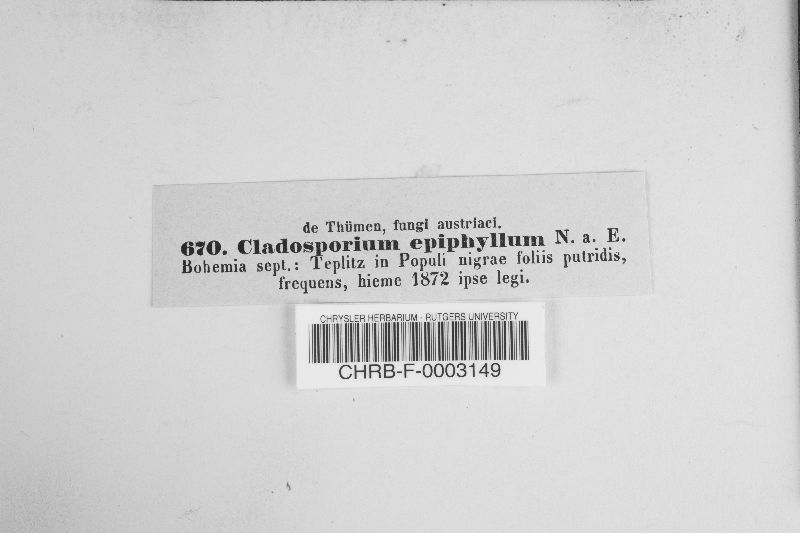 de Thümen, fungi austriaci.
670. Cladosporium epiphyllum N. a. E.
Bohemia sept.: Teplitz in Populi nigrae foliis putridis,
frequens, hieme 1872 ipse legi.
CHRYSLER HERBARIUM - RUTGERS UNIVERSITY
CHRB-F-0003149